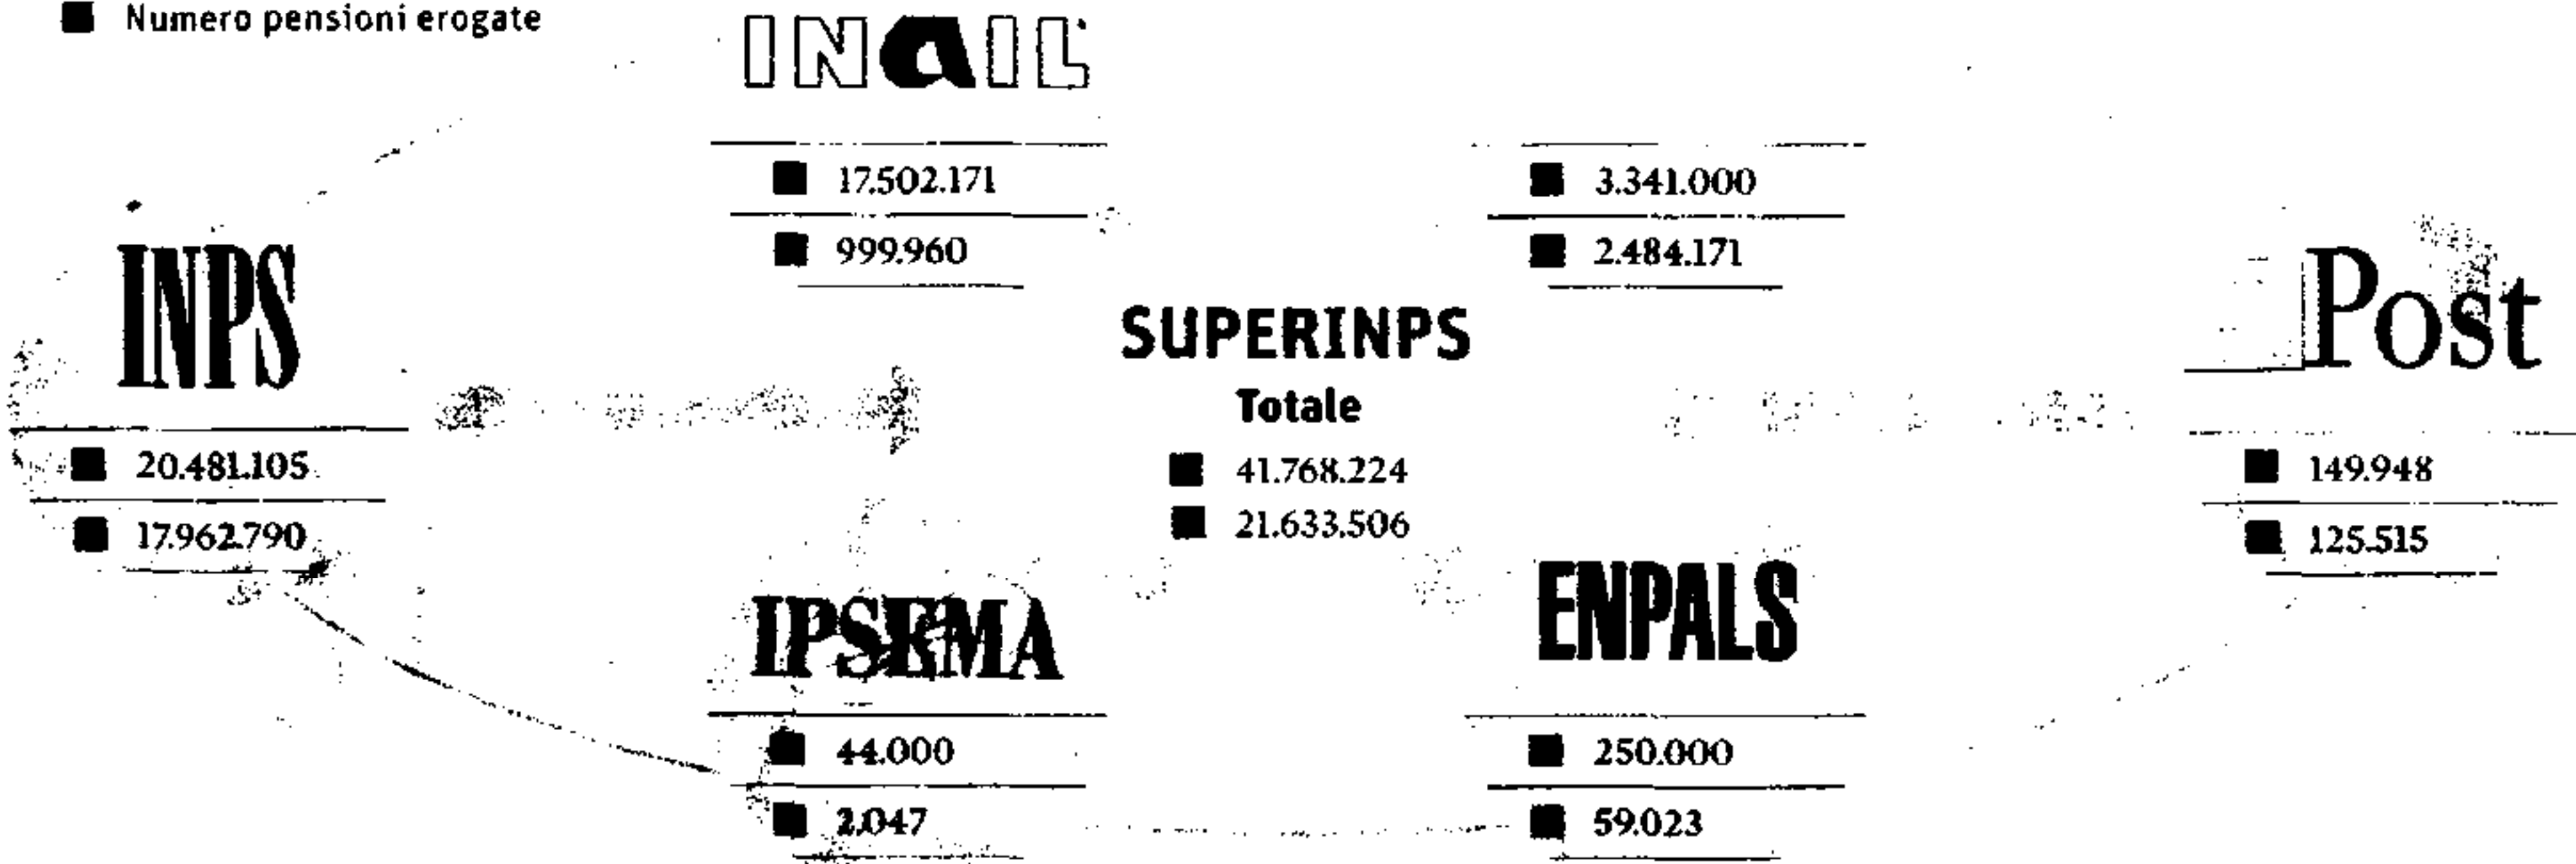 Numero pensioni erogate
INAIL
17.502.171
999.960
3.341.000
2.484.171
INPS
20.481.105
17.962.790
SUPERINPS
Totale
41.768.224
21.633.506
Post
149.948
125.515
IPSEMA
44.000
2.047
ENPALS
250.000
59.023